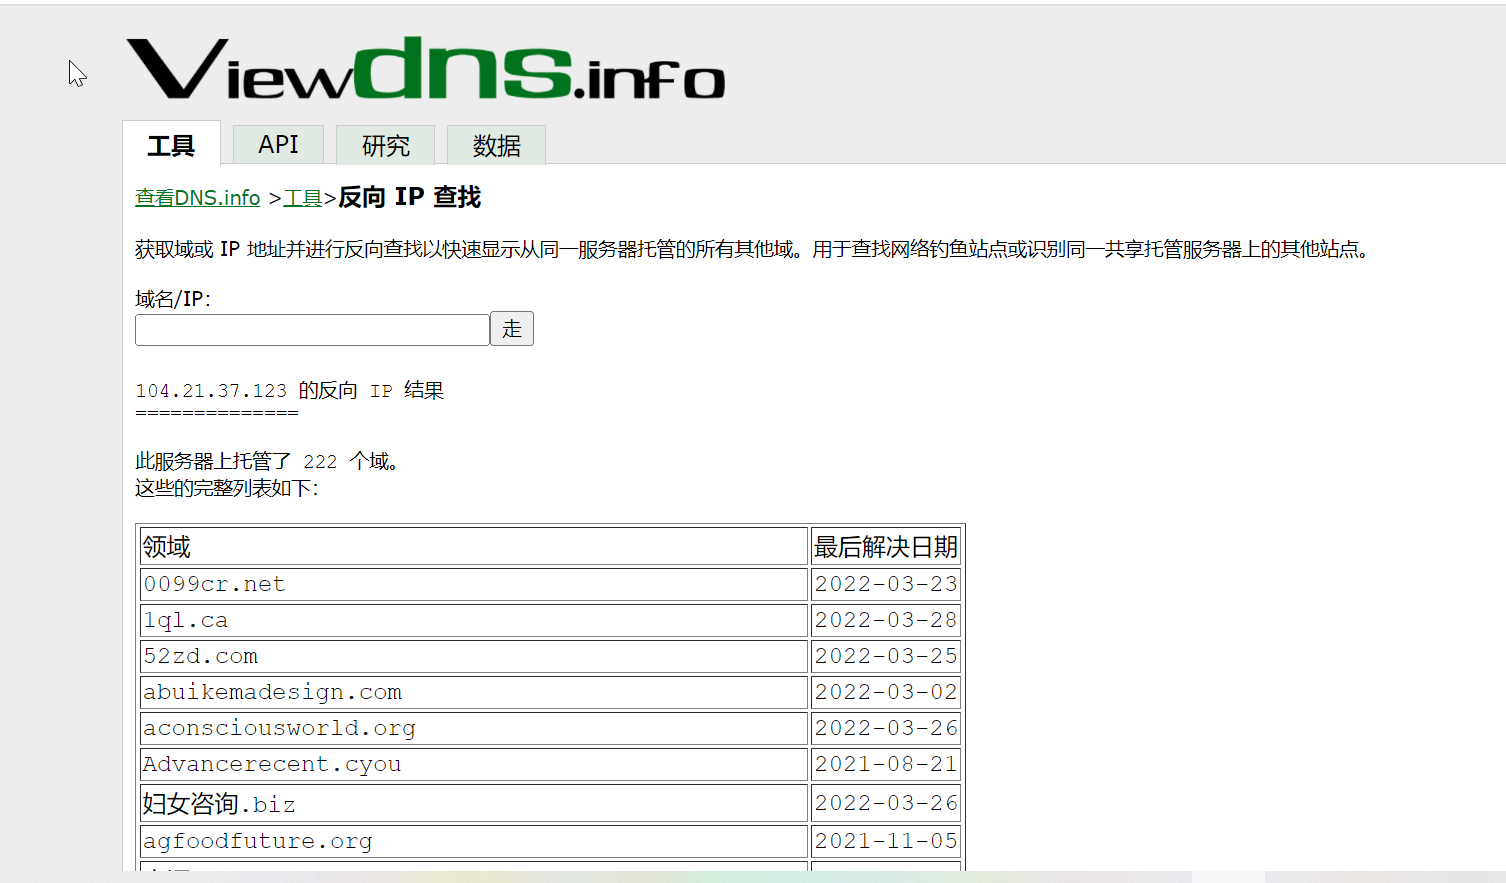 Viewdns.info
工具 API 研究 数据
查看DNS.info >工具>反向 IP 查找
获取域或 IP 地址并进行反向查找以快速显示从同一服务器托管的所有其他域。用于查找网络钓鱼站点或识别同一共享托管服务器上的其他站点。
域名/IP：
走
104.21.37.123 的反向 IP 结果
==============
此服务器上托管了 222 个域。
这些的完整列表如下：
领域 最后解决日期
0099cr.net 2022-03-23
1ql.ca 2022-03-28
52zd.com 2022-03-25
abuikemadesign.com 2022-03-02
aconsciousworld.org 2022-03-26
Advancerecent.cyou 2021-08-21
妇女咨询.biz 2022-03-26
agfoodfuture.org 2021-11-05